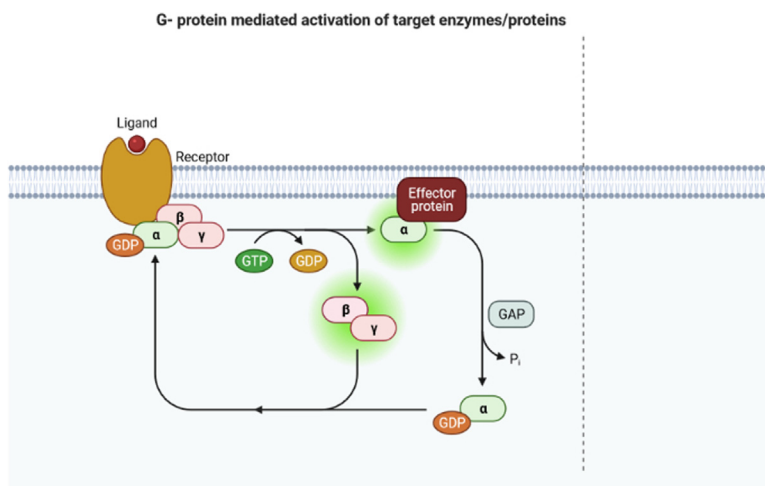 G- protein mediated activation of target enzymes/proteins
Ligand
Receptor
Effector
protein
β
α
γ
GDP
α
GTP
GDP
β
γ
GAP
Pi
α
GDP